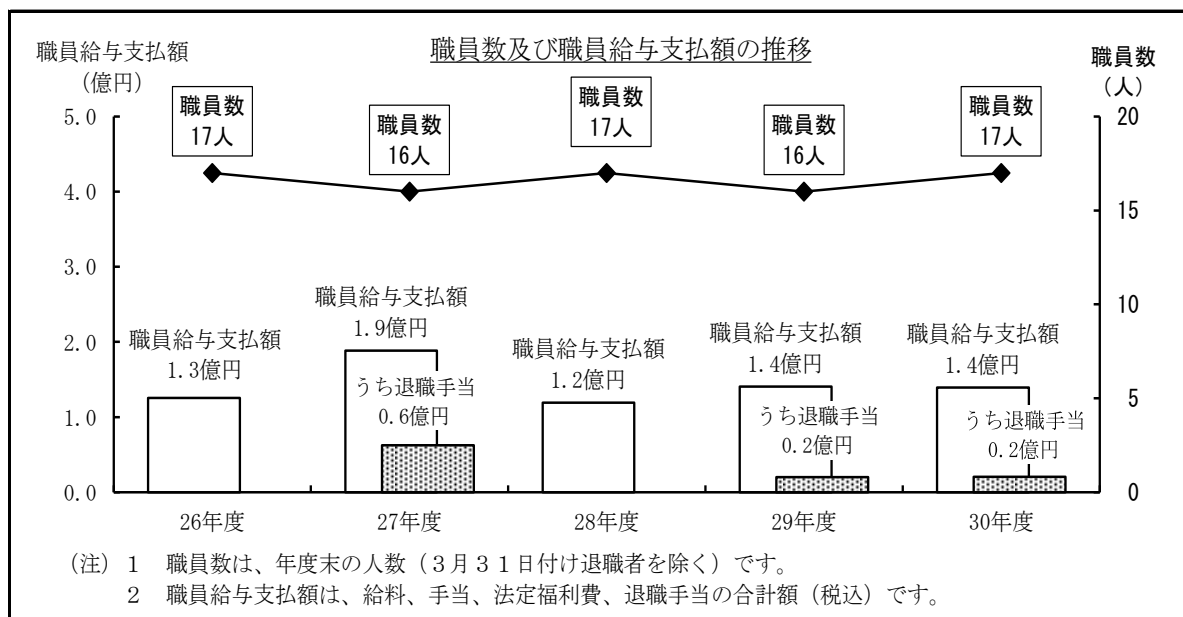 職員数及び職員給与支払額の推移
職員給与支払額
(億円)
職員数
(人)
5.0
4.0
3.0
2.0
1.0
0.0
20
15
10
5
0
職員数
17人
職員数
16人
職員数
17人
職員数
16人
職員数
17人
職員給与支払額
1.3億円
職員給与支払額
1.9億円
うち退職手当
0.6億円
職員給与支払額
1.2億円
職員給与支払額
1.4億円
うち退職手当
0.2億円
職員給与支払額
1.4億円
うち退職手当
0.2億円
26年度
27年度
28年度
29年度
30年度
(注) 1 職員数は、年度末の人数(3月31日付け退職者を除く)です。
2 職員給与支払額は、給料、手当、法定福利費、退職手当の合計額(税込)です。